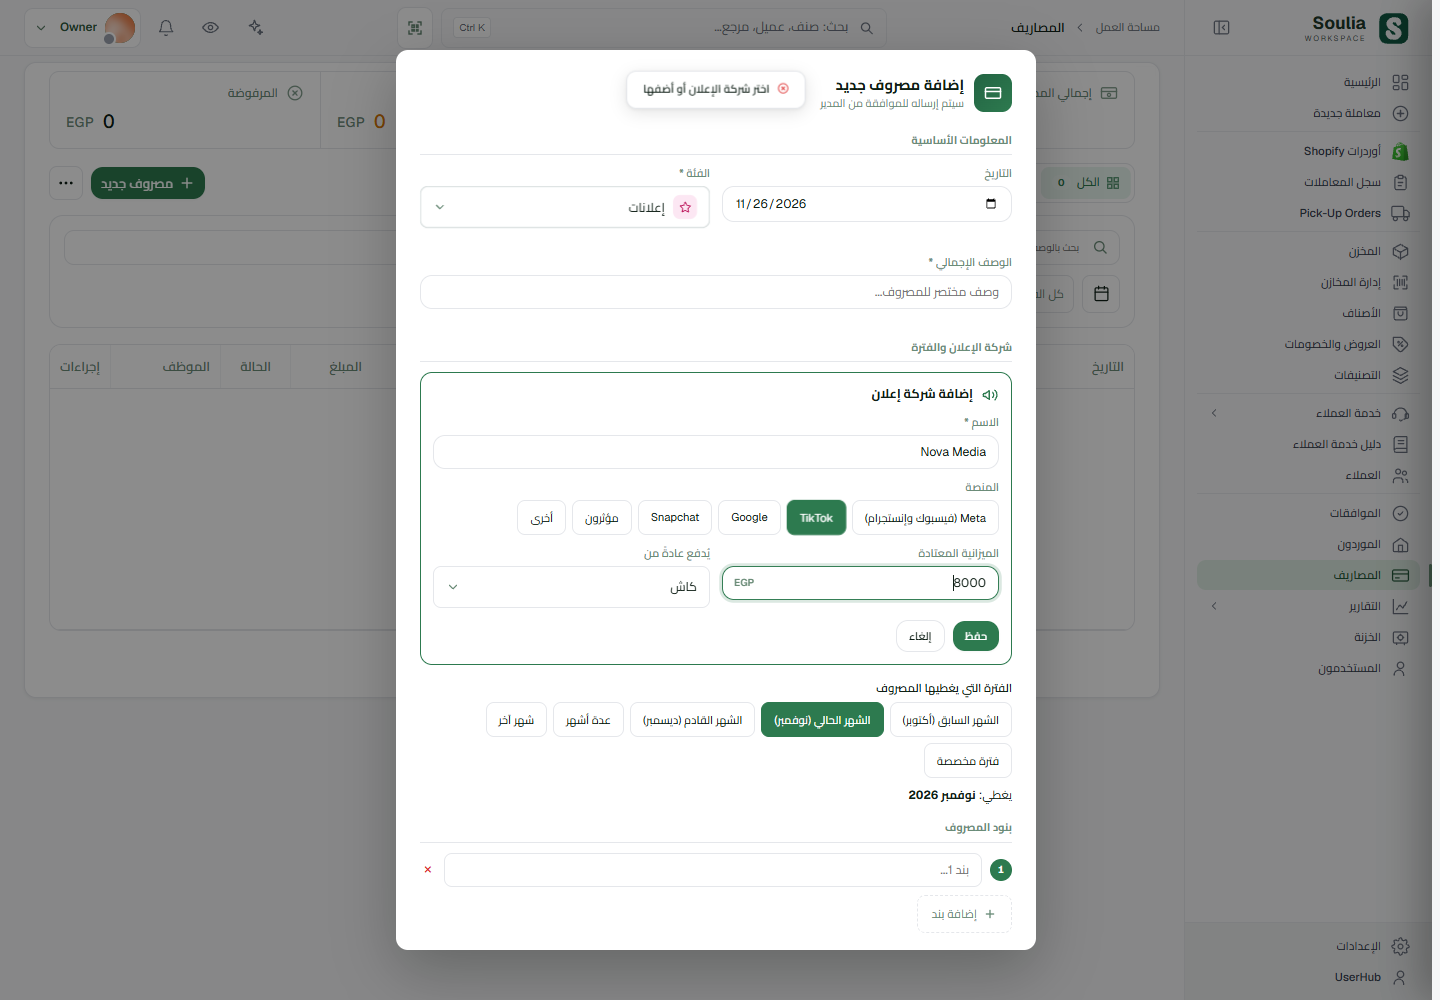 Soulia
WORKSPACE
الرئيسية
معاملة جديدة
أوردرات Shopify
سجل المعاملات
Pick-Up Orders
المخزن
إدارة المخازن
الأصناف
العروض والخصومات
التصنيفات
خدمة العملاء
دليل خدمة العملاء
العملاء
الموافقات
الموردون
المصاريف
التقارير
الخزنة
المستخدمون
الإعدادات
UserHub
مساحة العمل
المصاريف
بحث: صنف، عميل، مرجع...
Ctrl K
Owner
المرفوضة
0 EGP
0 EGP
الكل 0
مصروف جديد
التاريخ
المبلغ
الحالة
الموظف
إجراءات
إضافة مصروف جديد
سيتم إرساله للموافقة من المدير
اختر شركة الإعلان أو أضفها
المعلومات الأساسية
التاريخ
11/26/2026
الفئة *
إعلانات
الوصف الإجمالي *
وصف مختصر للمصروف...
شركة الإعلان والفترة
إضافة شركة إعلان
الاسم *
Nova Media
المنصة
Meta (فيسبوك وإنستجرام)
TikTok
Google
Snapchat
مؤثرون
أخرى
الميزانية المعتادة
8000
EGP
يُدفع عادةً من
كاش
حفظ
إلغاء
الفترة التي يغطيها المصروف
الشهر السابق (أكتوبر)
الشهر الحالي (نوفمبر)
الشهر القادم (ديسمبر)
عدة أشهر
شهر آخر
فترة مخصصة
يغطي: نوفمبر 2026
بنود المصروف
1
بند 1...
إضافة بند